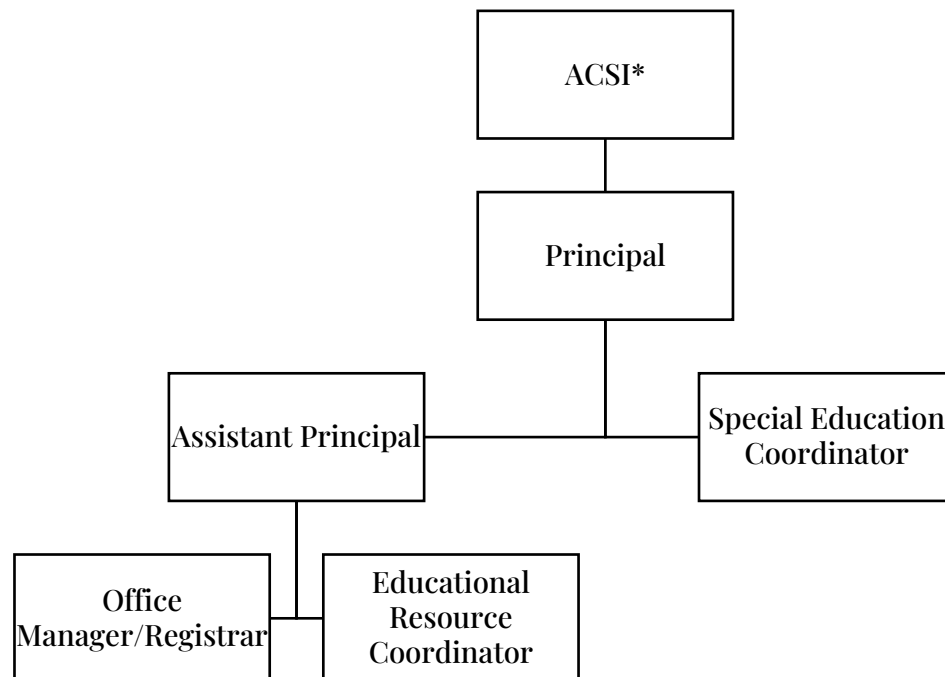 ACSI*
Principal
Assistant Principal
Special Education
Coordinator
Office
Manager/Registrar
Educational
Resource
Coordinator